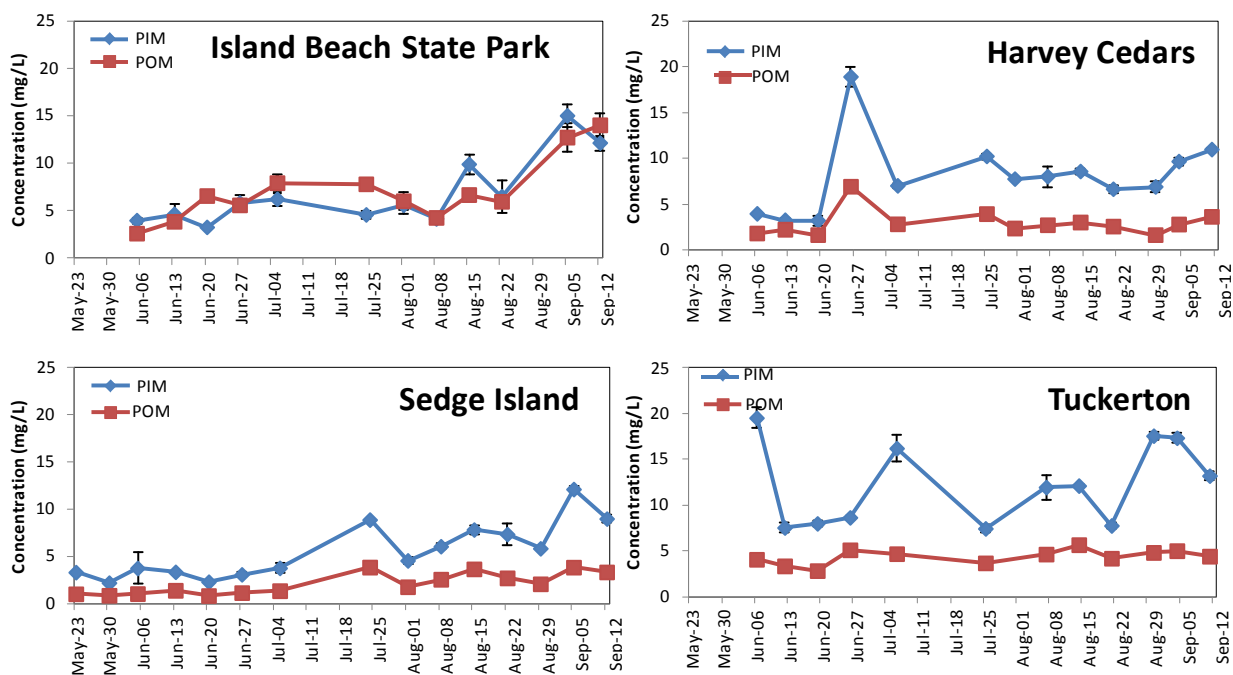 Island Beach State Park
PIM
POM
Concentration (mg/L)
25
20
15
10
5
0
May-23
May-30
Jun-06
Jun-13
Jun-20
Jun-27
Jul-04
Jul-11
Jul-18
Jul-25
Aug-01
Aug-08
Aug-15
Aug-22
Aug-29
Sep-05
Sep-12
Harvey Cedars
PIM
POM
Concentration (mg/L)
25
20
15
10
5
0
May-23
May-30
Jun-06
Jun-13
Jun-20
Jun-27
Jul-04
Jul-11
Jul-18
Jul-25
Aug-01
Aug-08
Aug-15
Aug-22
Aug-29
Sep-05
Sep-12
Sedge Island
PIM
POM
Concentration (mg/L)
25
20
15
10
5
0
May-23
May-30
Jun-06
Jun-13
Jun-20
Jun-27
Jul-04
Jul-11
Jul-18
Jul-25
Aug-01
Aug-08
Aug-15
Aug-22
Aug-29
Sep-05
Sep-12
Tuckerton
PIM
POM
Concentration (mg/L)
25
20
15
10
5
0
May-23
May-30
Jun-06
Jun-13
Jun-20
Jun-27
Jul-04
Jul-11
Jul-18
Jul-25
Aug-01
Aug-08
Aug-15
Aug-22
Aug-29
Sep-05
Sep-12